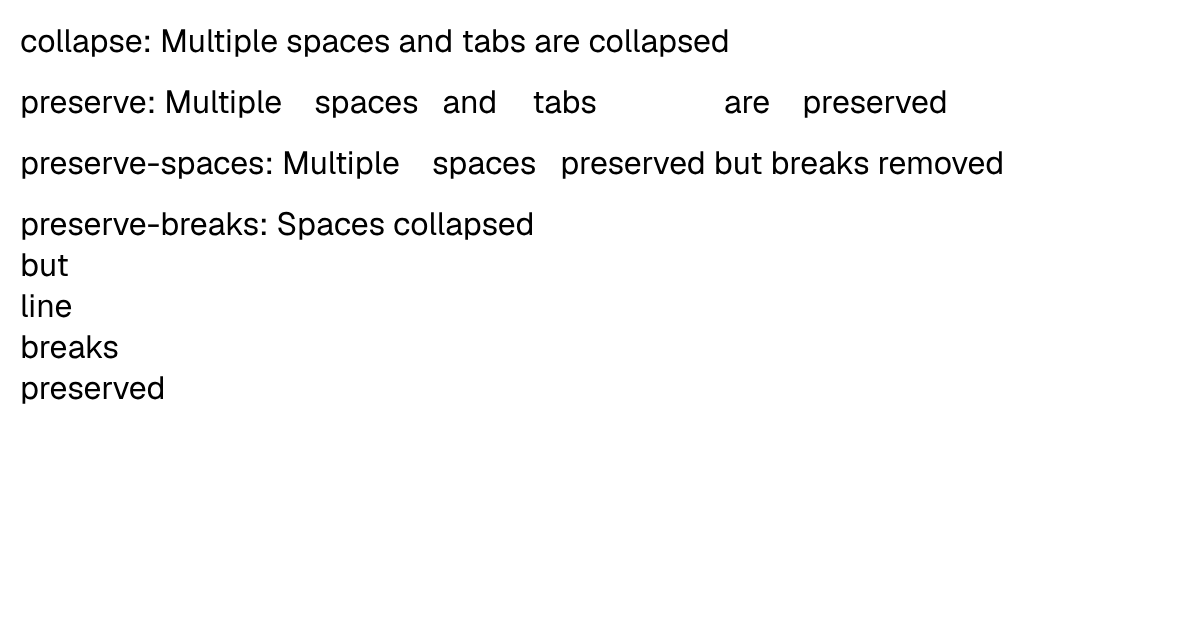 collapse: Multiple spaces and tabs are collapsed
preserve: Multiple    spaces   and    tabs               are    preserved
preserve-spaces: Multiple    spaces   preserved but breaks removed
preserve-breaks: Spaces collapsed
but
line
breaks
preserved